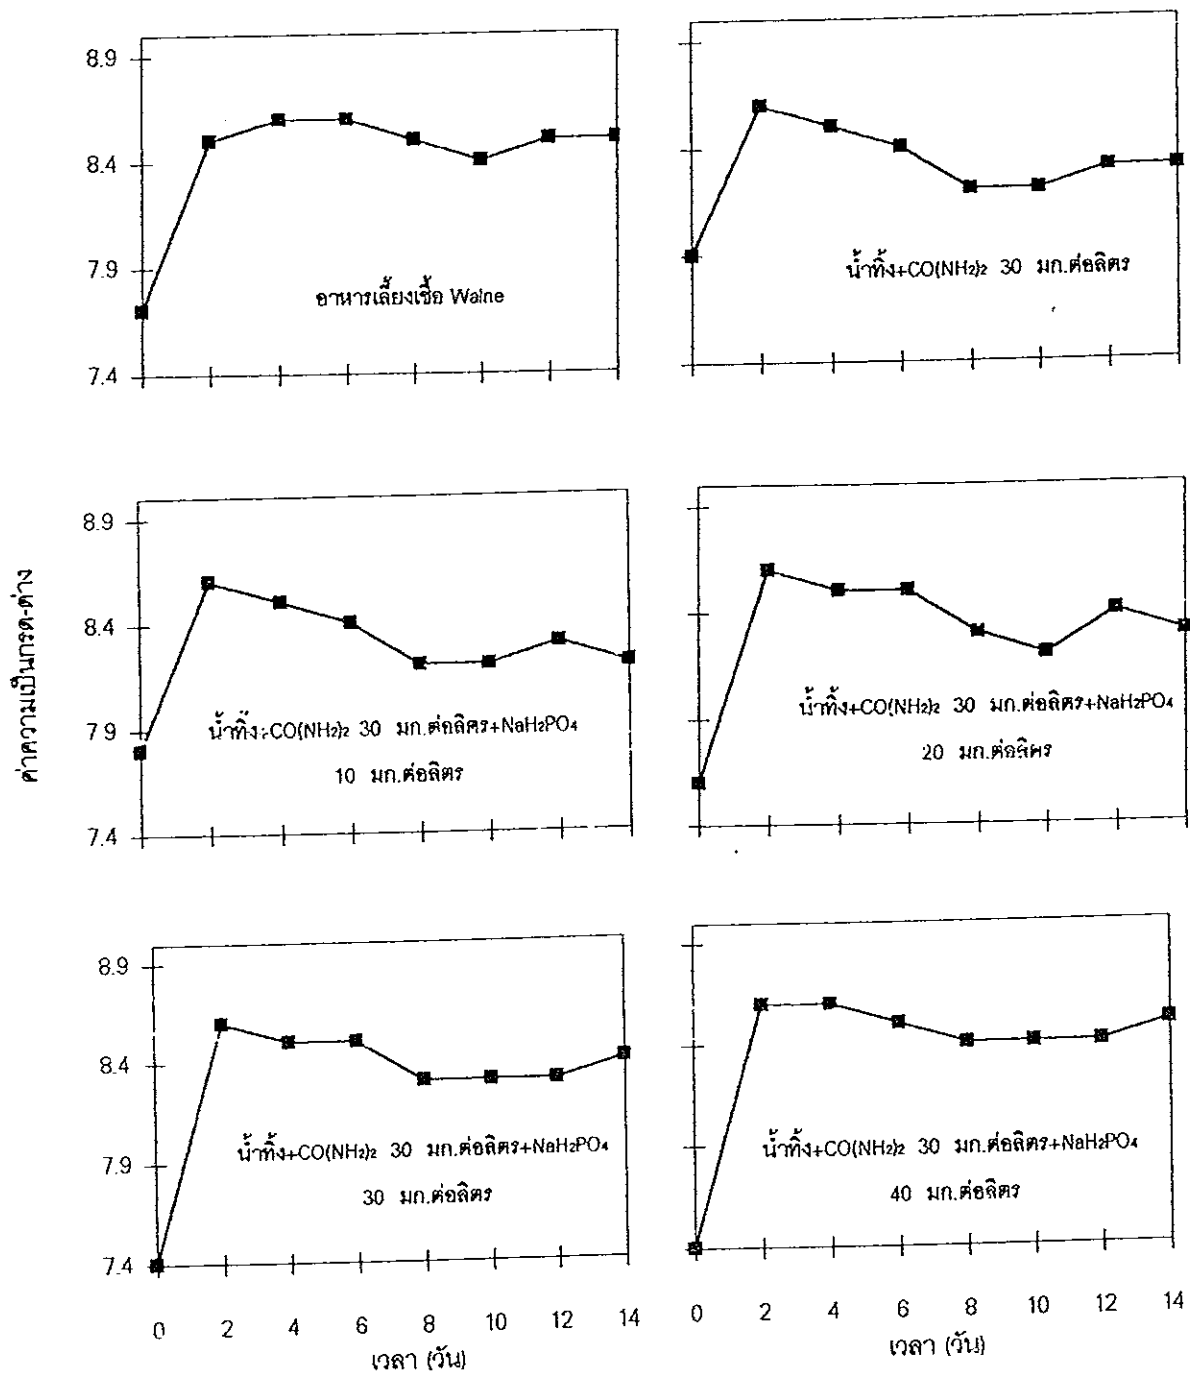 8.9
8.4
7.9
7.4
อาหารเลี้ยงเชื้อ Walne
น้ำทิ้ง+CO(NH₂)₂ 30 มก.ต่อลิตร
ค่าความเป็นกรด-ด่าง
8.9
8.4
7.9
7.4
น้ำทิ้ง+CO(NH₂)₂ 30 มก.ต่อลิตร+NaH₂PO₄
10 มก.ต่อลิตร
น้ำทิ้ง+CO(NH₂)₂ 30 มก.ต่อลิตร+NaH₂PO₄
20 มก.ต่อลิตร
8.9
8.4
7.9
7.4
น้ำทิ้ง+CO(NH₂)₂ 30 มก.ต่อลิตร+NaH₂PO₄
30 มก.ต่อลิตร
0 2 4 6 8 10 12 14
เวลา (วัน)
น้ำทิ้ง+CO(NH₂)₂ 30 มก.ต่อลิตร+NaH₂PO₄
40 มก.ต่อลิตร
0 2 4 6 8 10 12 14
เวลา (วัน)